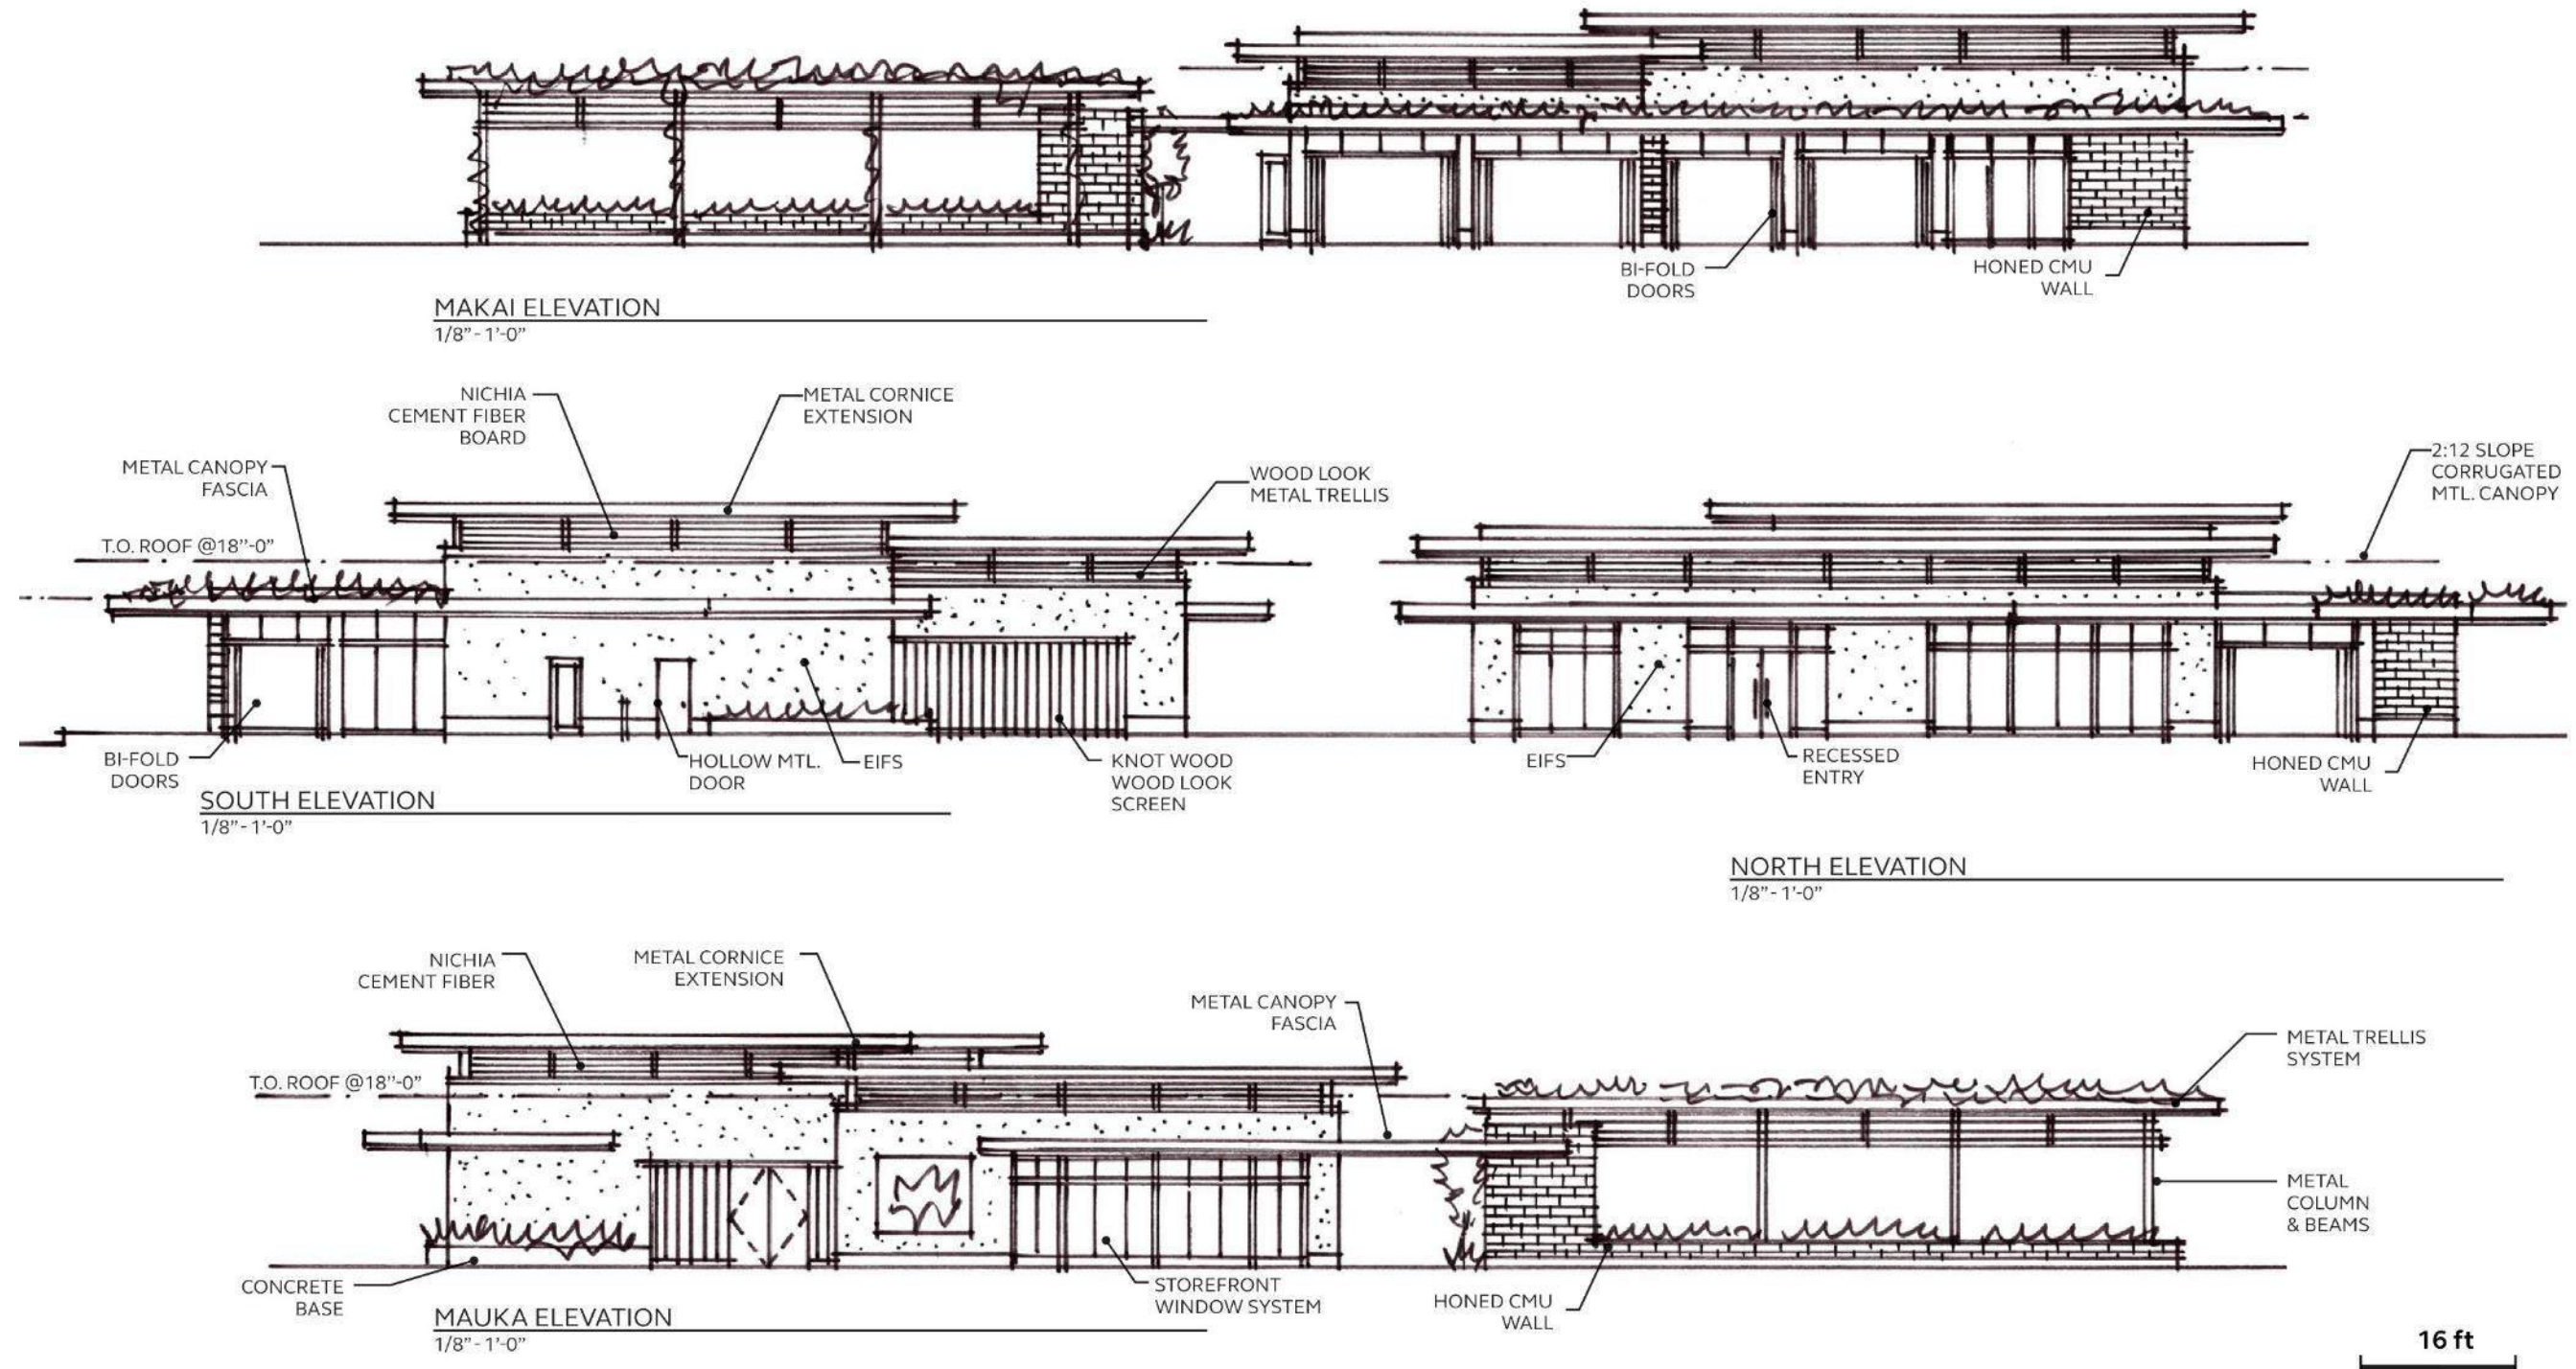 BI-FOLD
DOORS
HONED CMU
WALL
MAKAI ELEVATION
1/8”- 1’-0”
NICHIA
CEMENT FIBER
BOARD
METAL CORNICE
EXTENSION
METAL CANOPY
FASCIA
WOOD LOOK
METAL TRELLIS
2:12 SLOPE
CORRUGATED
MTL. CANOPY
T.O. ROOF @18”-0”
BI-FOLD
DOORS
HOLLOW MTL.
DOOR
EIFS
KNOT WOOD
WOOD LOOK
SCREEN
EIFS
RECESSED
ENTRY
HONED CMU
WALL
SOUTH ELEVATION
1/8”- 1’-0”
NORTH ELEVATION
1/8”- 1’-0”
NICHIA
CEMENT FIBER
METAL CORNICE
EXTENSION
METAL CANOPY
FASCIA
METAL TRELLIS
SYSTEM
T.O. ROOF @18”-0”
METAL
COLUMN
& BEAMS
CONCRETE
BASE
STOREFRONT
WINDOW SYSTEM
HONED CMU
WALL
MAUKA ELEVATION
1/8”- 1’-0”
16 ft